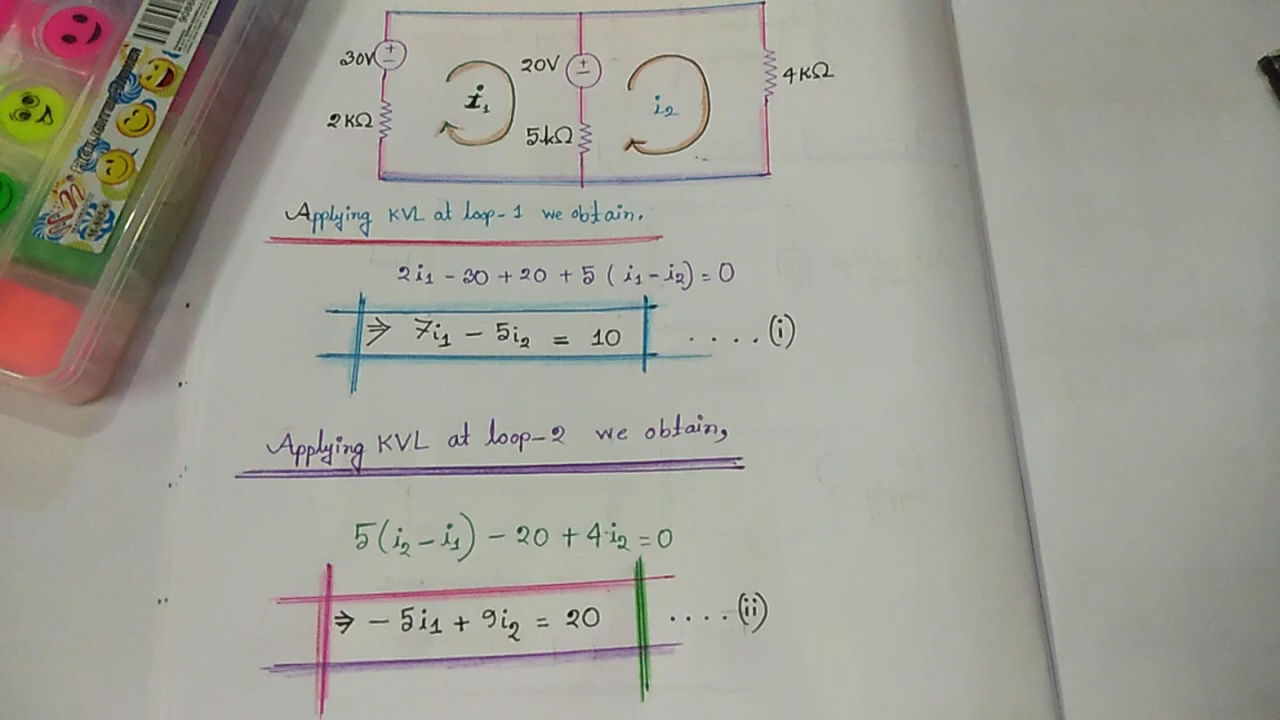 30V
+
-
2KΩ
i₁
20V
+
-
5kΩ
i₂
4KΩ
Applying KVL at loop-1 we obtain.
2i₁ - 30 + 20 + 5 (i₁ - i₂) = 0
⇒ 7i₁ - 5i₂ = 10 ....(i)
Applying KVL at loop-2 we obtain,
5(i₂ - i₁) - 20 + 4i₂ = 0
⇒ - 5i₁ + 9i₂ = 20 ....(ii)